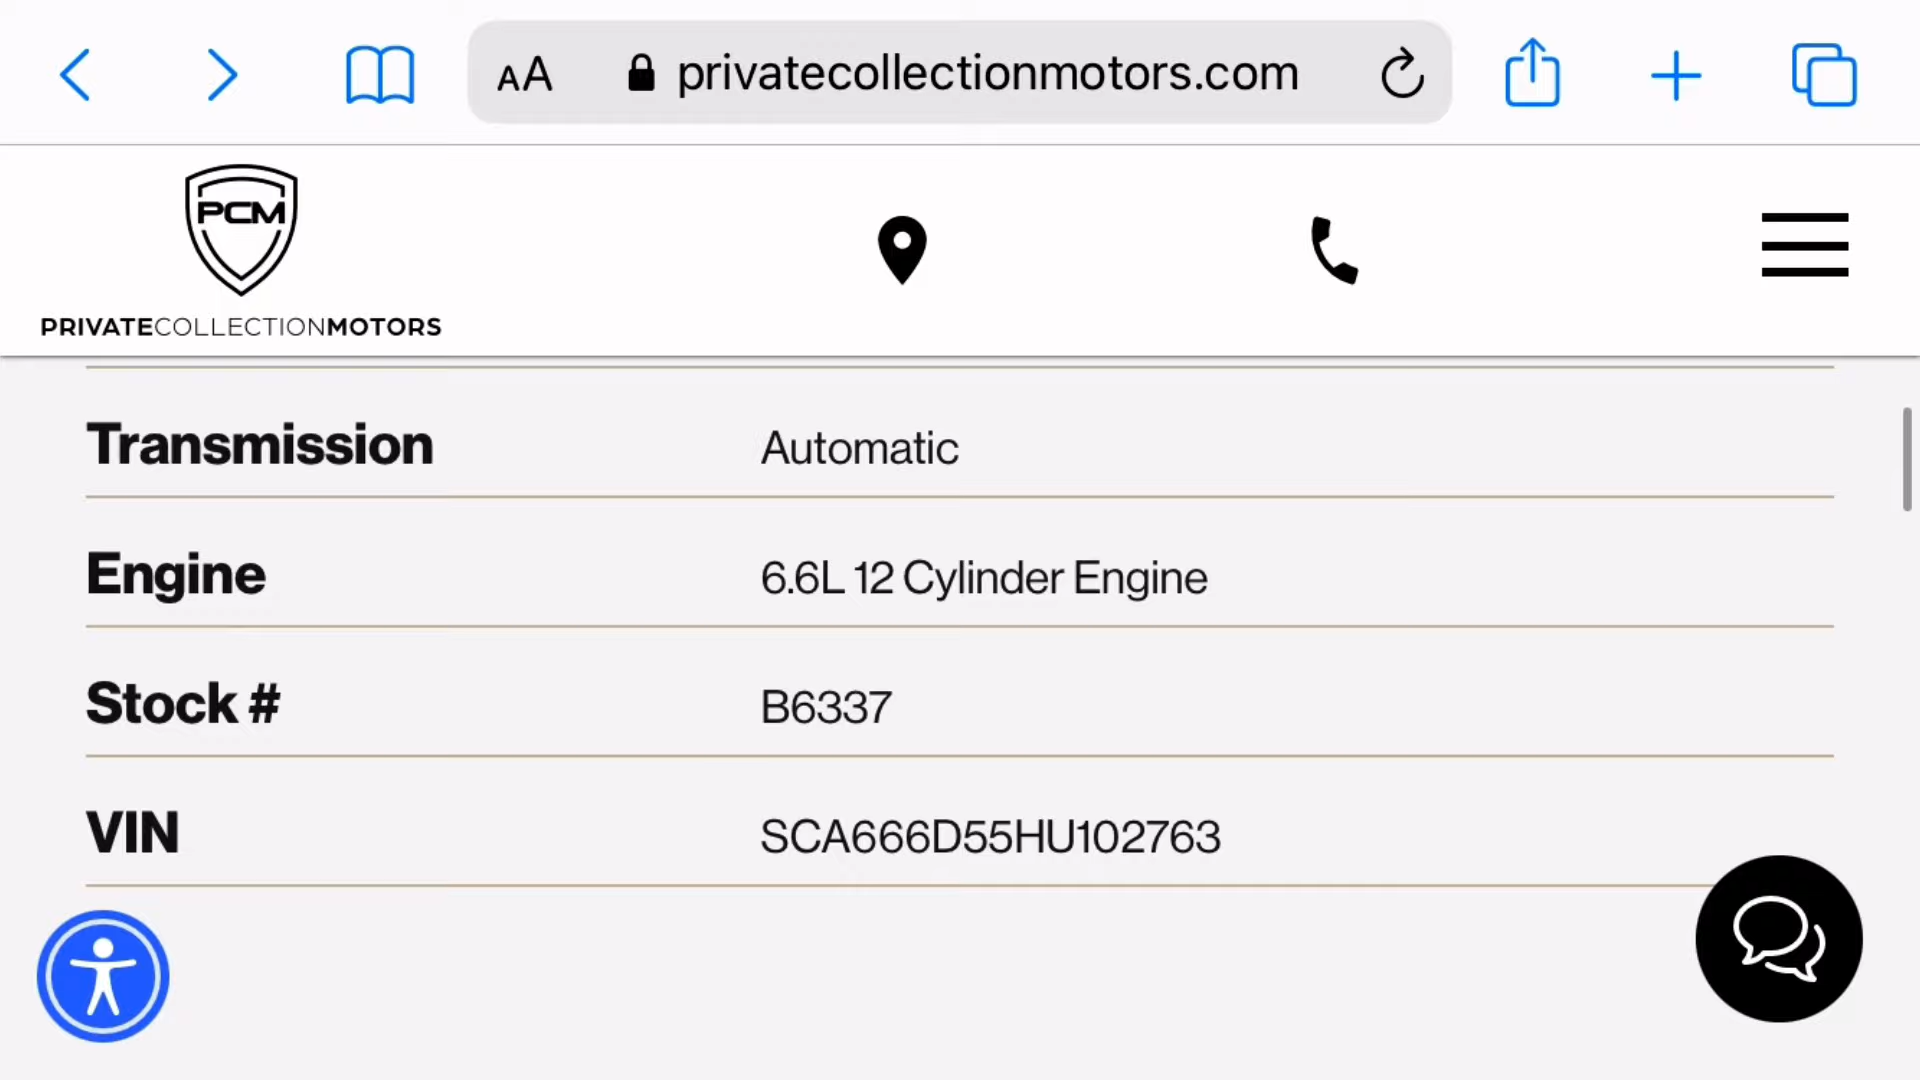 AA privatecollectionmotors.com
PCM
PRIVATECOLLECTIONMOTORS
Transmission Automatic
Engine 6.6L 12 Cylinder Engine
Stock # B6337
VIN SCA666D55HU102763